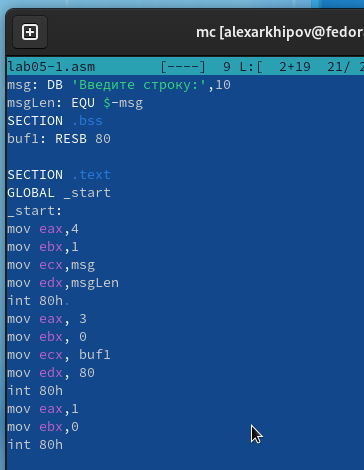 mc [alexarkhipov@fedor
lab05-1.asm [----] 9 L:[ 2+19 21/ 2
msg: DB 'Введите строку:',10
msgLen: EQU $-msg
SECTION .bss
buf1: RESB 80
SECTION .text
GLOBAL _start
_start:
mov eax,4
mov ebx,1
mov ecx,msg
mov edx,msgLen
int 80h
mov eax, 3
mov ebx, 0
mov ecx, buf1
mov edx, 80
int 80h
mov eax,1
mov ebx,0
int 80h